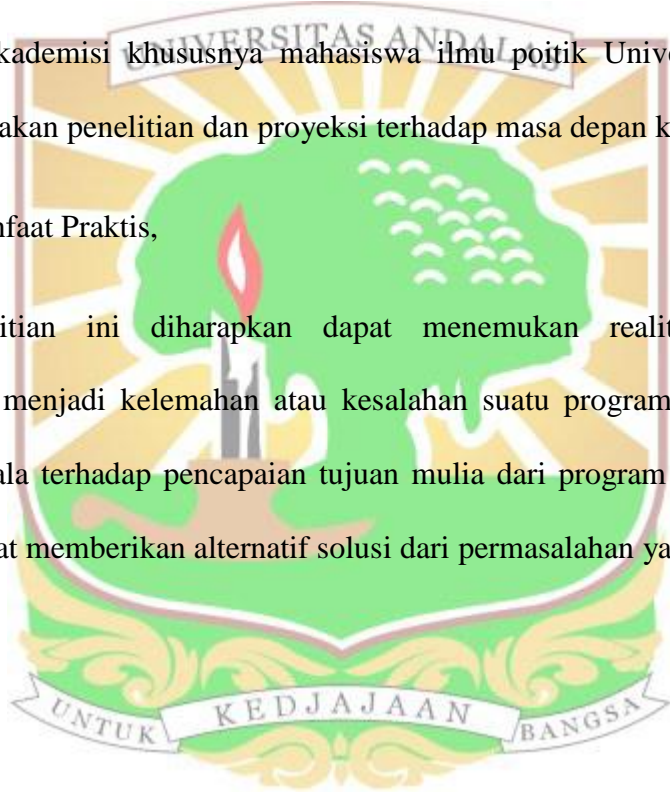 UNIVERSITAS ANDALAS
kademisi khususnya mahasiswa ilmu poitik Unive
akan penelitian dan proyeksi terhadap masa depan k
nfaat Praktis,
itian ini diharapkan dapat menemukan realit
menjadi kelemahan atau kesalahan suatu program
ala terhadap pencapaian tujuan mulia dari program
at memberikan alternatif solusi dari permasalahan ya
UNTUK KEDJAJAAN BANGSA